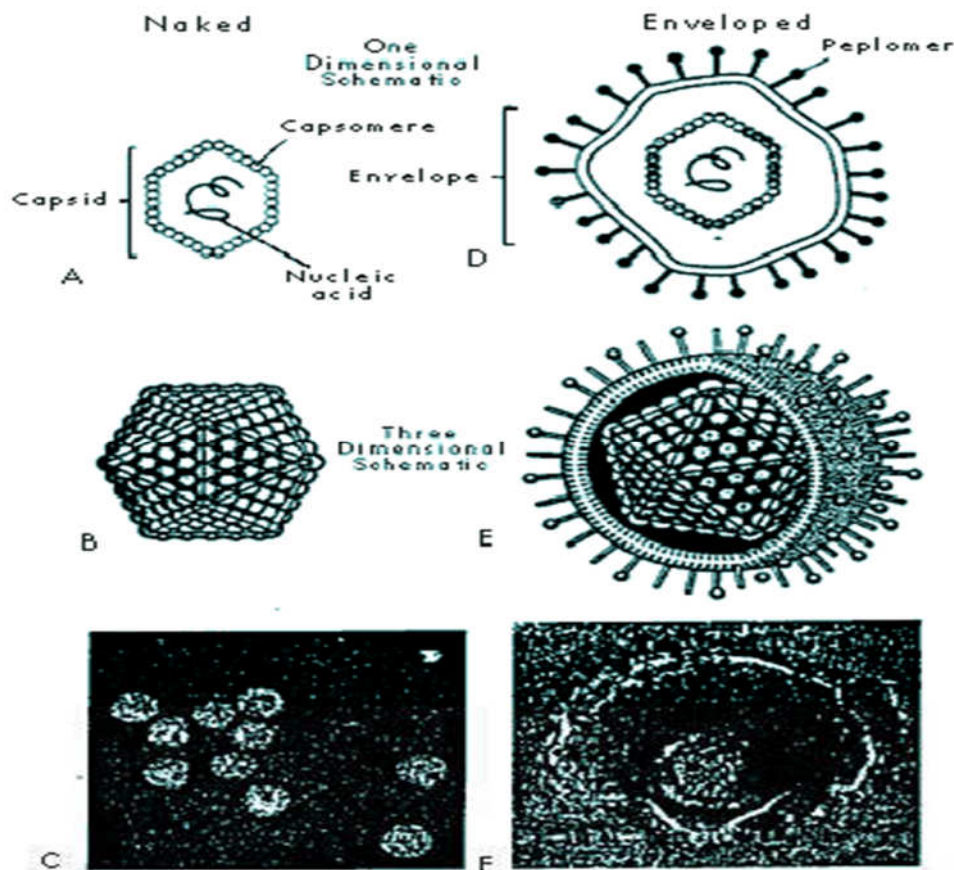 Naked
Enveloped
One
Dimensional
Schematic
Peplomer
Capsomere
Envelope
Capsid
A
D
Nucleic
acid
Three
Dimensional
Schematic
B
E
C
F